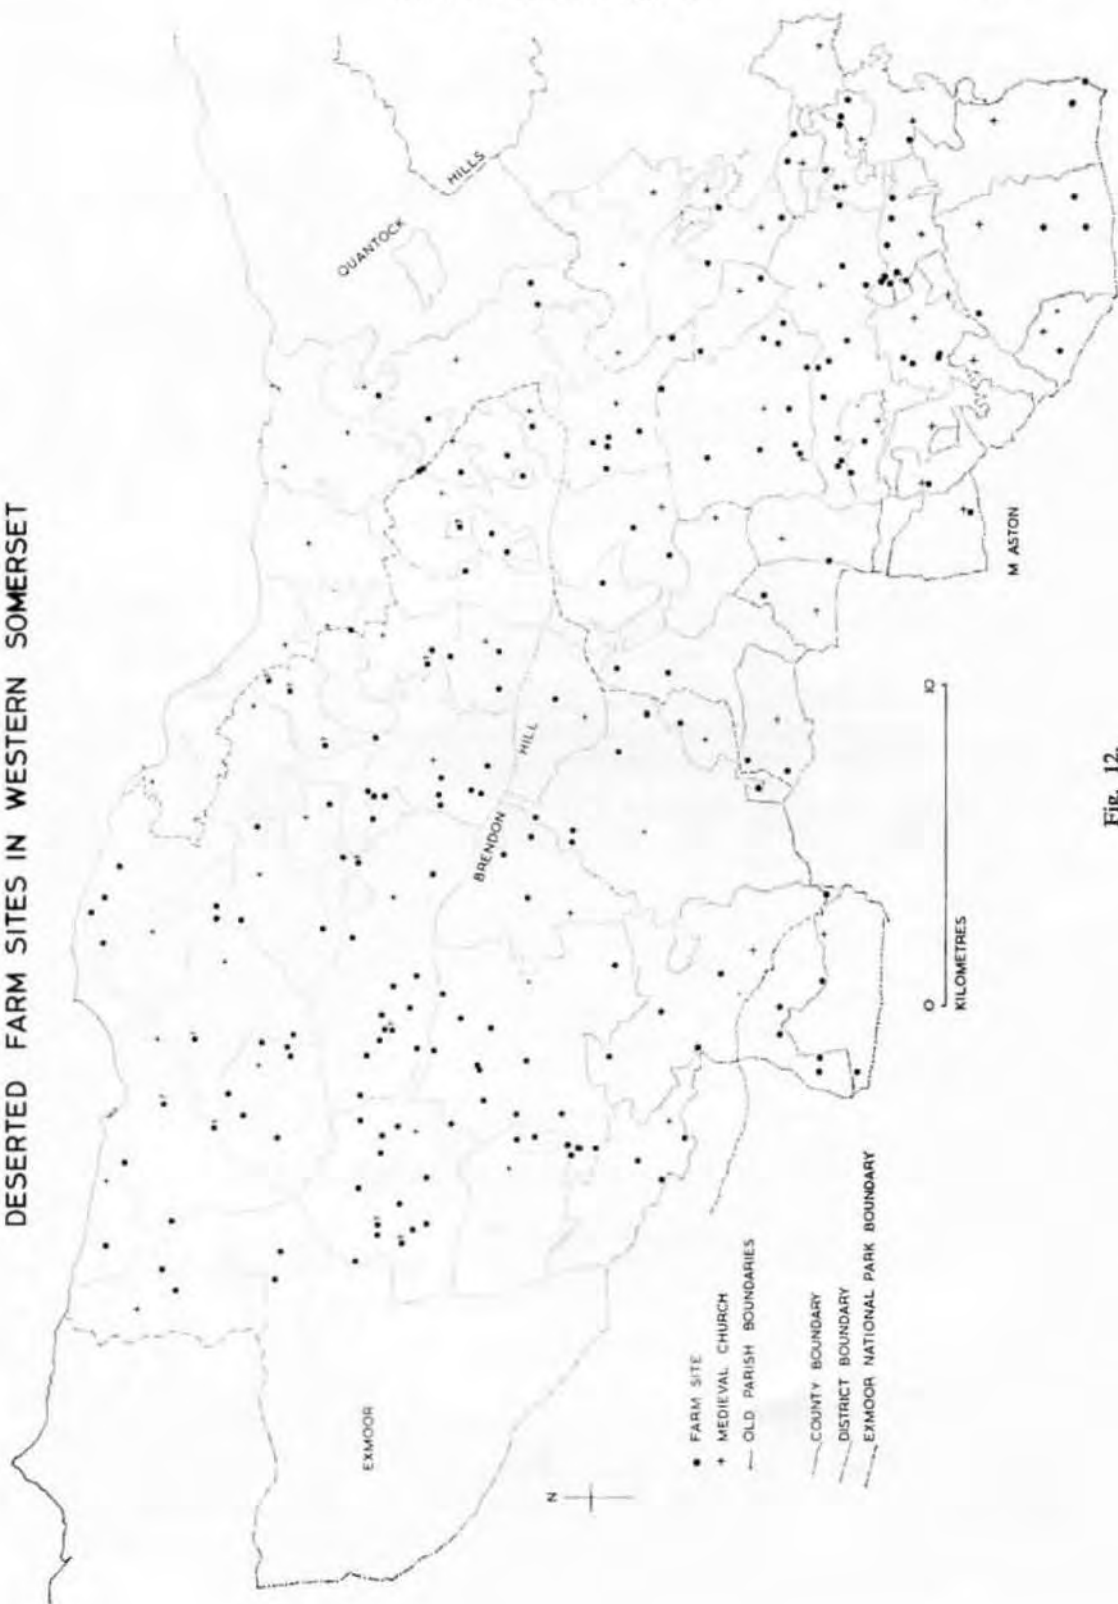 DESERTED FARM SITES IN WESTERN SOMERSET
QUANTOCK
HILLS
BRENDON
HILL
EXMOOR
N
FARM SITE
MEDIEVAL CHURCH
OLD PARISH BOUNDARIES
COUNTY BOUNDARY
DISTRICT BOUNDARY
EXMOOR NATIONAL PARK BOUNDARY
0 10
KILOMETRES
M ASTON
Fig. 12.